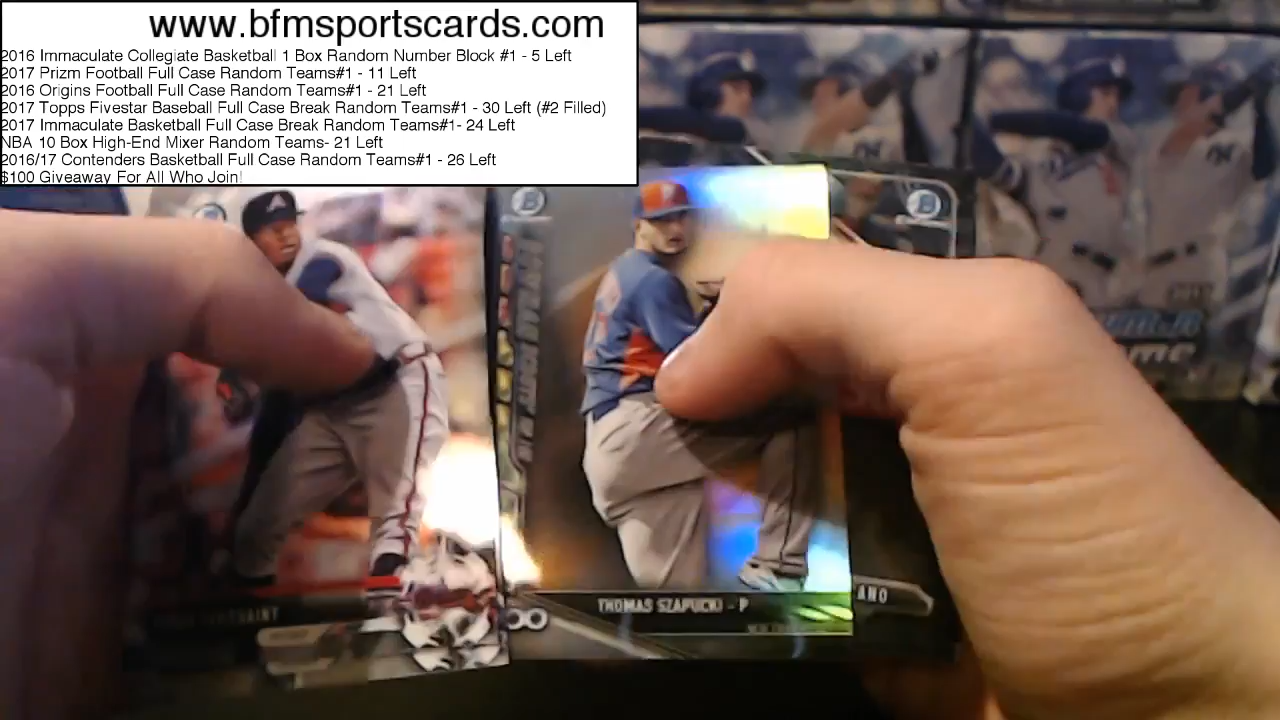 www.bfmsportscards.com
2016 Immaculate Collegiate Basketball 1 Box Random Number Block #1 - 5 Left
2017 Prizm Football Full Case Random Teams#1 - 11 Left
2016 Origins Football Full Case Random Teams#1 - 21 Left
2017 Topps Fivestar Baseball Full Case Break Random Teams#1 - 30 Left (#2 Filled)
2017 Immaculate Basketball Full Case Break Random Teams#1- 24 Left
NBA 10 Box High-End Mixer Random Teams- 21 Left
2016/17 Contenders Basketball Full Case Random Teams#1 - 26 Left
$100 Giveaway For All Who Join!
THOMAS SZAPUCKI - P
ANO